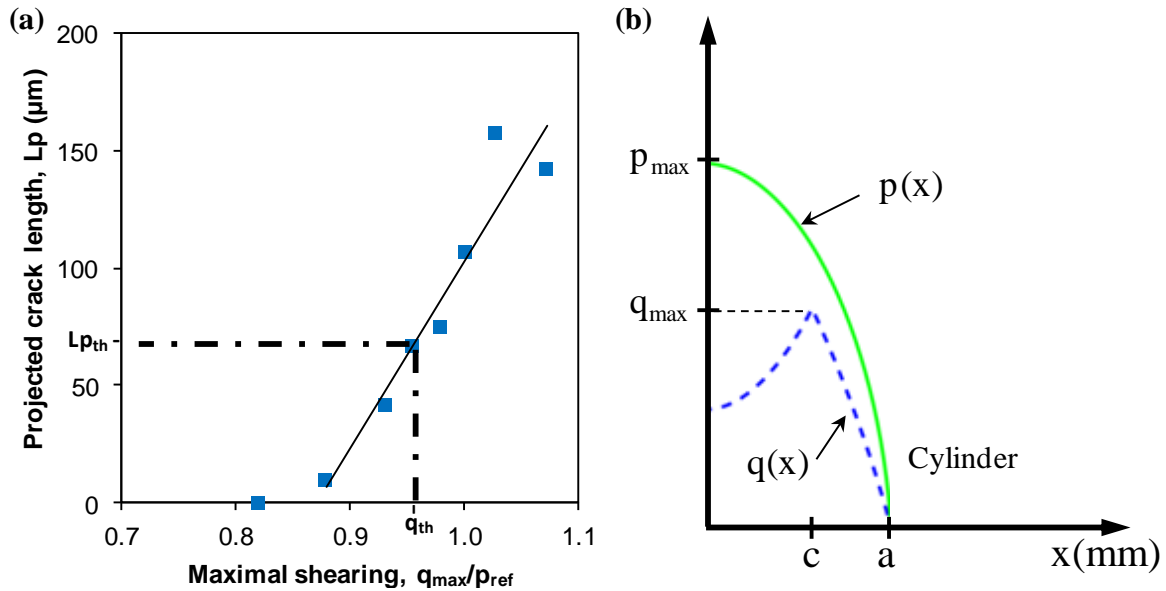 (a)
200
150
100
Lp_th
50
0
0.7 0.8 0.9 q_th 1.0 1.1
Projected crack length, Lp (µm)
Maximal shearing, q_max/p_ref
(b)
p_max
p(x)
q_max
q(x)
Cylinder
c a
x(mm)